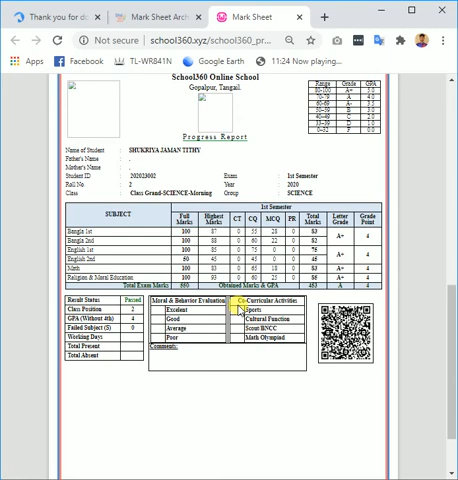 Thank you for d
Mark Sheet Arch
Mark Sheet
Not secure
school360.xyz/school360_pr...
Apps
Facebook
TL-WR841N
Google Earth
11:24 Now playing...
School360 Online School
Gopalpur, Tangail.
Progress Report
Range Grade GPA
80-100 A+ 5.0
70-79 A 4.0
60-69 A- 3.5
50-59 B 3.0
40-49 C 2.0
33-39 D 1.0
0-32 F 0.0
Name of Student : SHUKRIYA JAMAN TITHY
Father's Name : .
Mother's Name : .
Student ID : 202023002 Exam : 1st Semester
Roll No : 2 Year : 2020
Class : Class Grand-SCIENCE-Morning Group : SCIENCE
SUBJECT 1st Semester
Full Marks Highest Marks CT CQ MCQ PR Total Marks Letter Grade Grade Point
Bangla 1st 100 87 0 55 28 0 83 A+ 4
Bangla 2nd 100 88 0 60 22 0 82
English 1st 100 85 0 75 0 0 75 A+ 4
English 2nd 50 45 0 45 0 0 45
Math 100 83 0 65 18 0 83 A+ 4
Religion & Moral Education 100 93 0 60 25 0 85 A+ 4
Total Exam Marks 550 Obtained Marks & GPA 453 A 4
Result Status Passed
Class Position 2
GPA (Without 4th) 4
Failed Subject (S) 0
Working Days
Total Present
Total Absent
Moral & Behavior Evaluation
Excelent
Good
Average
Poor
Co-Curricular Activities
Sports
Cultural Function
Scout/BNCC
Math Olympied
Comments: